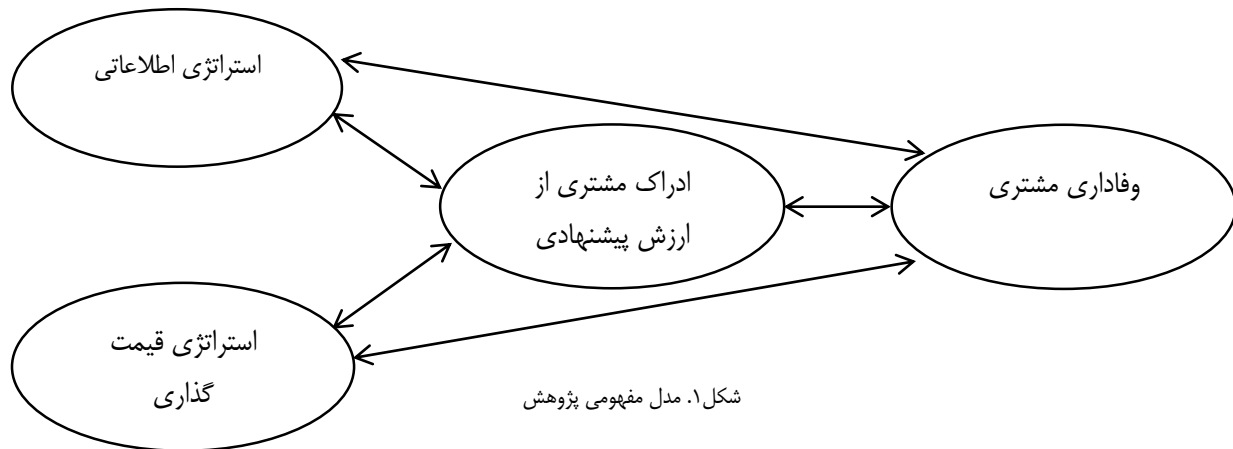 استراتژی اطلاعاتی
ادراک مشتری از
ارزش پیشنهادی
وفاداری مشتری
استراتژی قیمت
گذاری
شکل۱. مدل مفهومی پژوهش